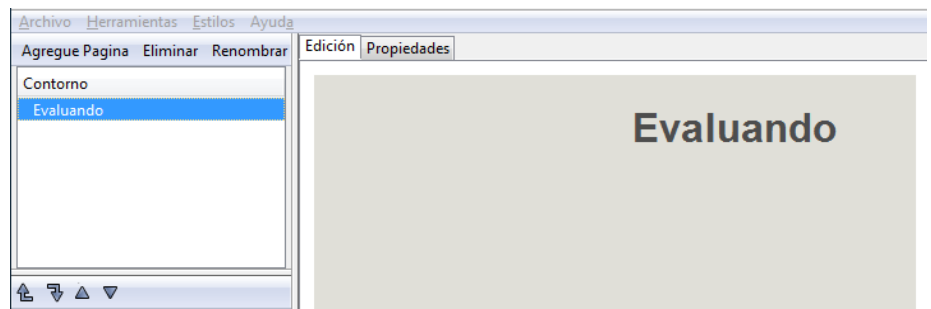 Archivo Herramientas Estilos Ayuda
Agregue Pagina Eliminar Renombrar
Edición Propiedades
Contorno
Evaluando
Evaluando